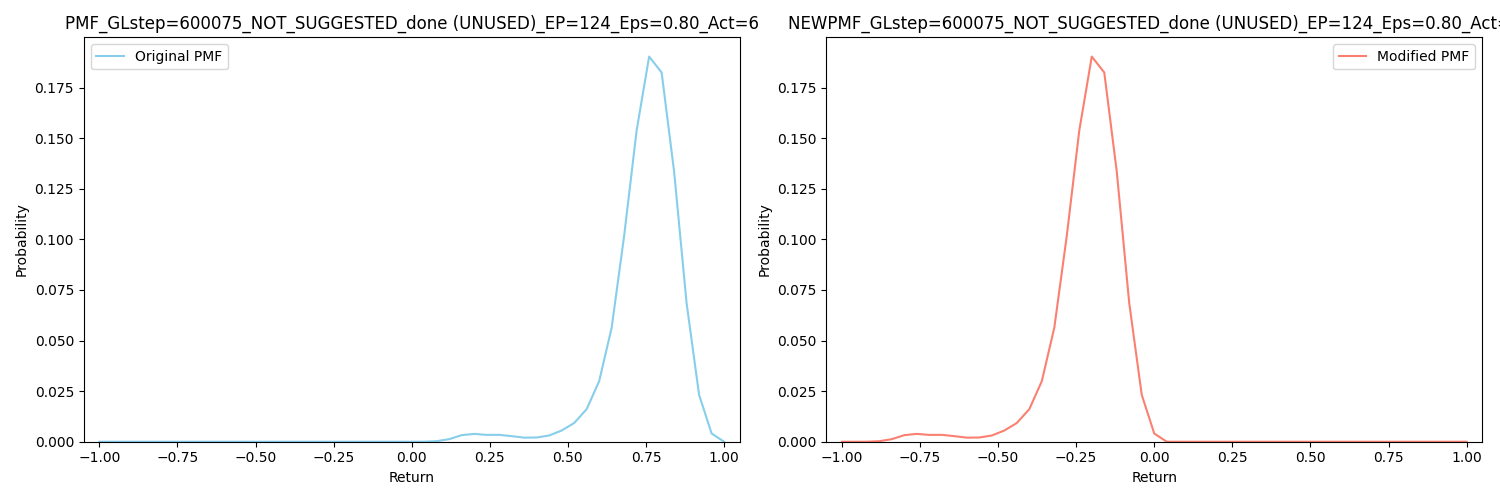 PMF_GLstep=600075_NOT_SUGGESTED_done (UNUSED)_EP=124_Eps=0.80_Act=6
Original PMF
Probability
0.175
0.150
0.125
0.100
0.075
0.050
0.025
0.000
−1.00 −0.75 −0.50 −0.25 0.00 0.25 0.50 0.75 1.00
Return
NEWPMF_GLstep=600075_NOT_SUGGESTED_done (UNUSED)_EP=124_Eps=0.80_Act=
Modified PMF
Probability
0.175
0.150
0.125
0.100
0.075
0.050
0.025
0.000
−1.00 −0.75 −0.50 −0.25 0.00 0.25 0.50 0.75 1.00
Return